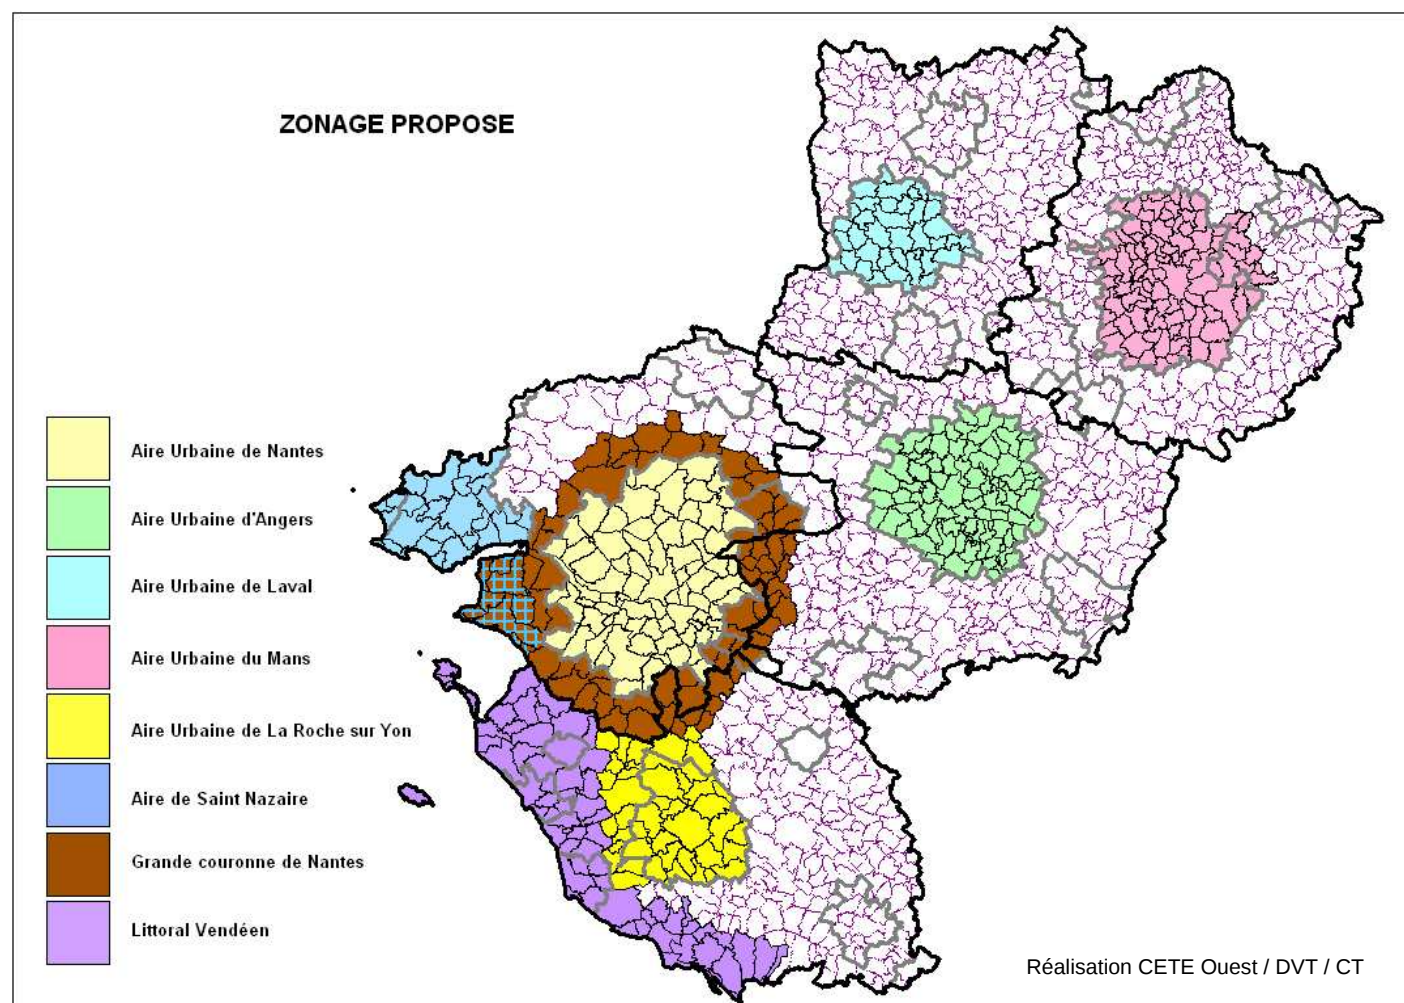 ZONAGE PROPOSE
Aire Urbaine de Nantes
Aire Urbaine d'Angers
Aire Urbaine de Laval
Aire Urbaine du Mans
Aire Urbaine de La Roche sur Yon
Aire de Saint Nazaire
Grande couronne de Nantes
Littoral Vendéen
Réalisation CETE Ouest / DVT / CT